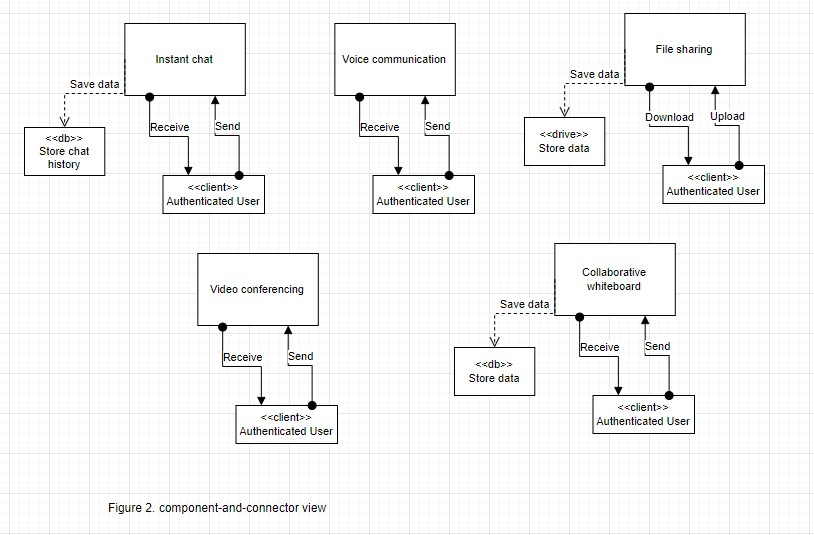 Instant chat
Save data
<<db>>
Store chat
history
Receive
Send
<<client>>
Authenticated User
Voice communication
Receive
Send
<<client>>
Authenticated User
File sharing
Save data
<<drive>>
Store data
Download
Upload
<<client>>
Authenticated User
Video conferencing
Receive
Send
<<client>>
Authenticated User
Collaborative
whiteboard
Save data
<<db>>
Store data
Receive
Send
<<client>>
Authenticated User
Figure 2. component-and-connector view